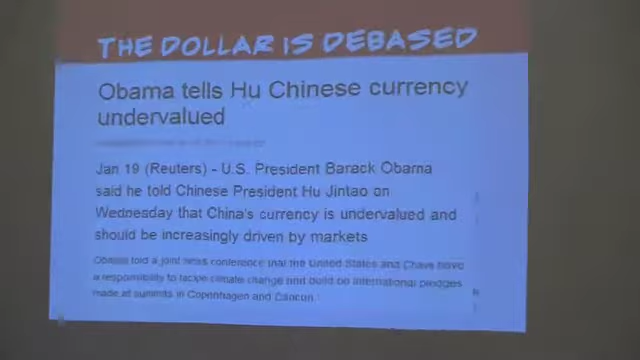 THE DOLLAR IS DEBASED
Obama tells Hu Chinese currency
undervalued
Jan 19 (Reuters) - U.S. President Barack Obama
said he told Chinese President Hu Jintao on
Wednesday that China's currency is undervalued and
should be increasingly driven by markets
Obama told a joint news conference that the United States and
a responsibility to tackle climate change and build on international pledges
made at summits in Copenhagen and